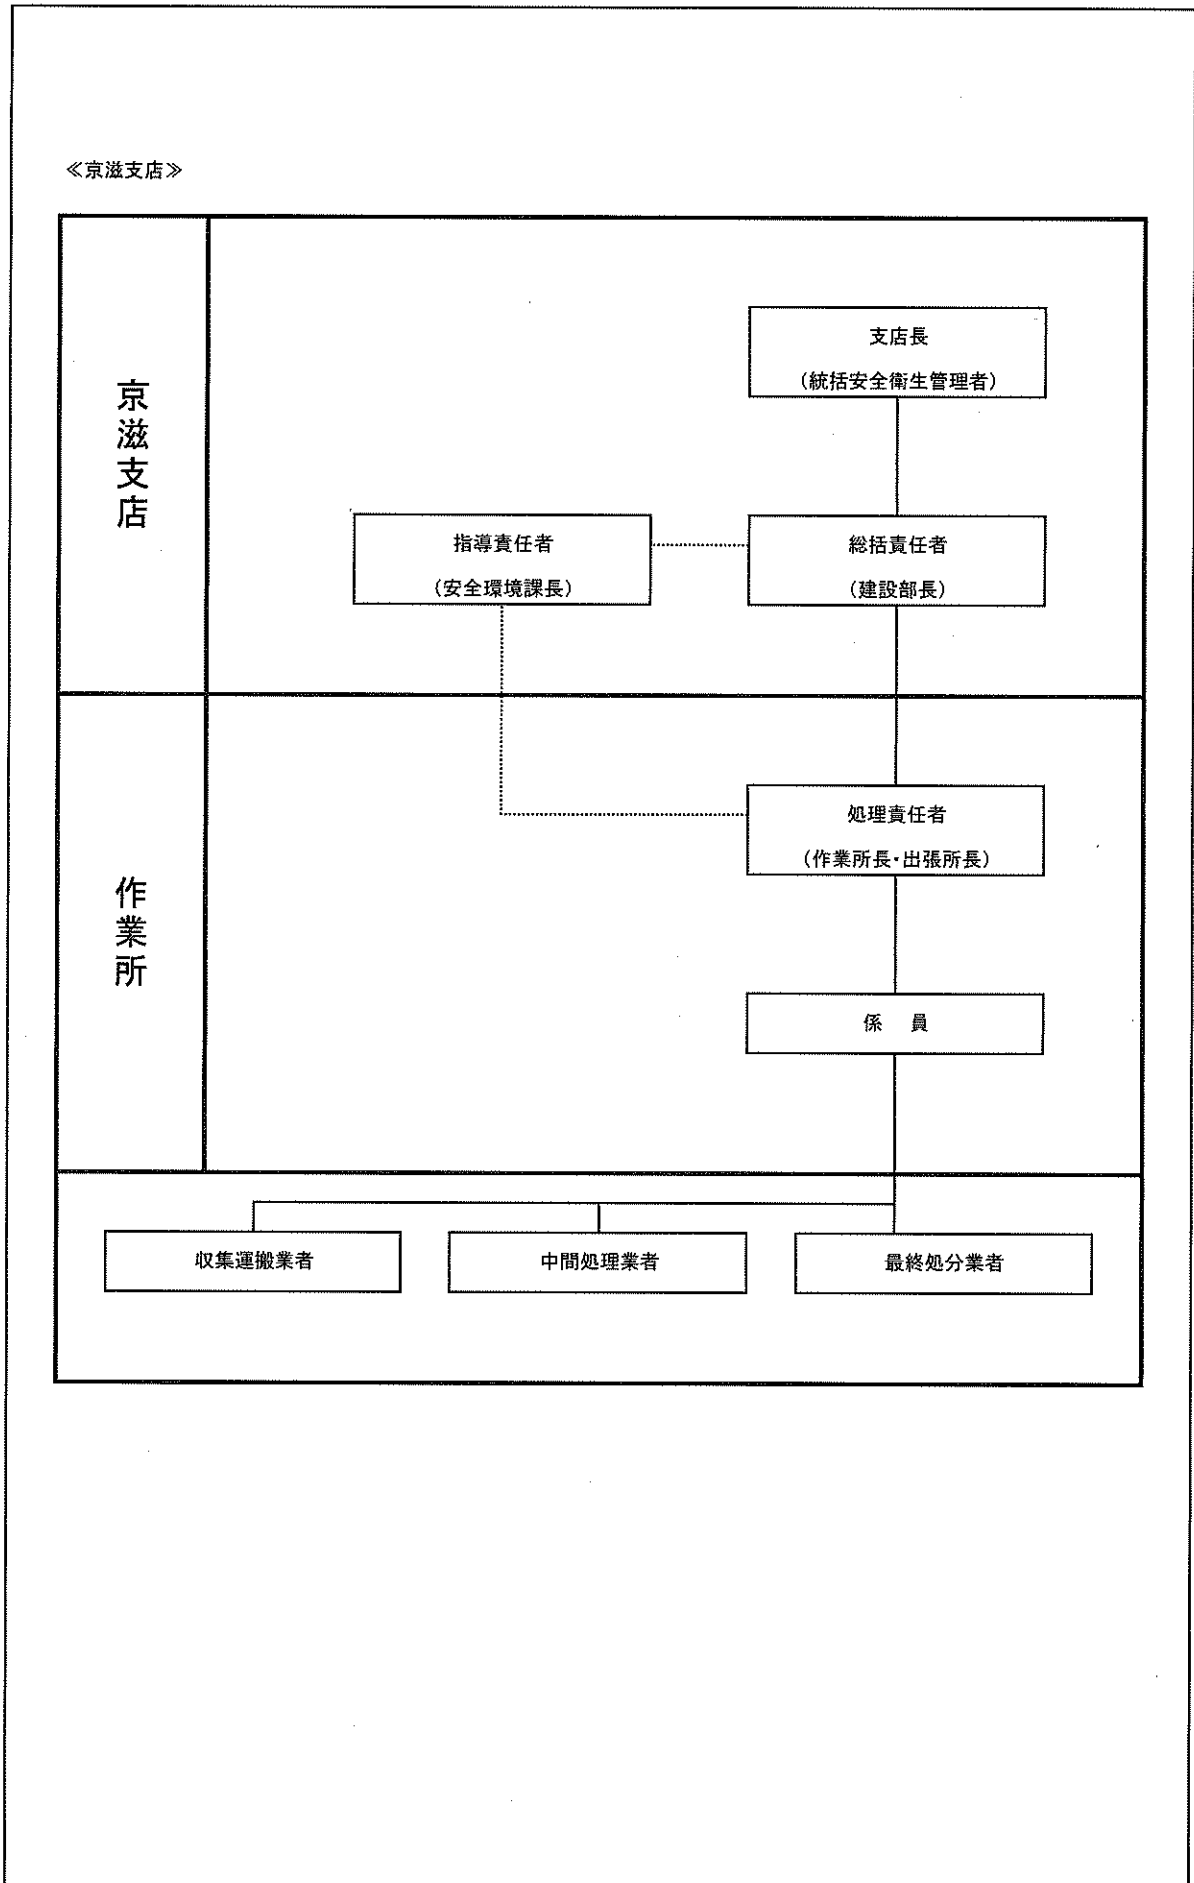 ≪京滋支店≫
京滋支店
支店長
(統括安全衛生管理者)
指導責任者
(安全環境課長)
総括責任者
(建設部長)
作業所
処理責任者
(作業所長・出張所長)
係　員
収集運搬業者
中間処理業者
最終処分業者